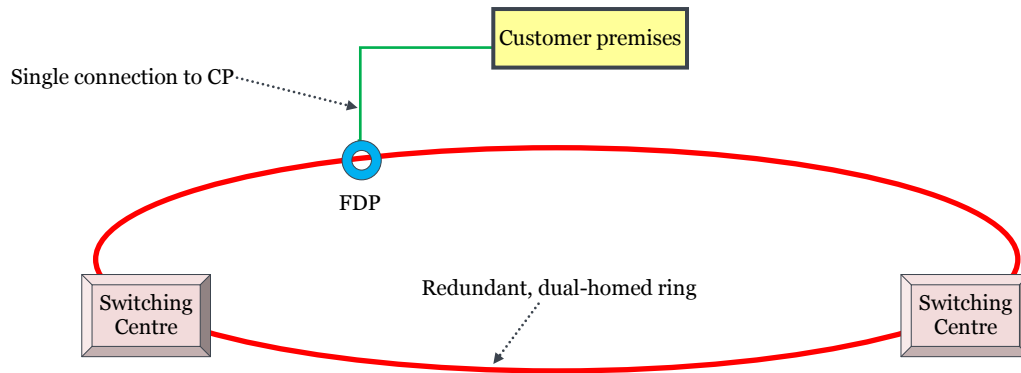 Customer premises
Single connection to CP
FDP
Redundant, dual-homed ring
Switching
Centre
Switching
Centre